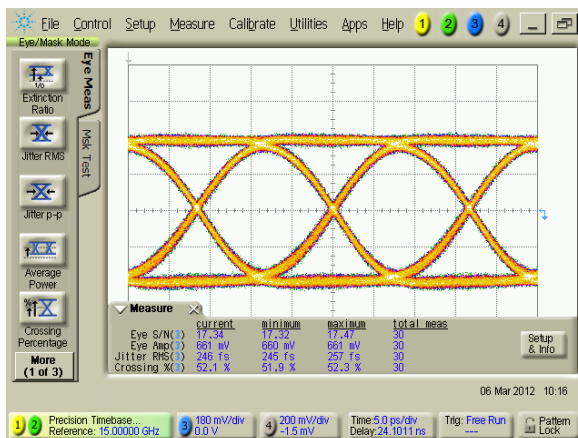 File Control Setup Measure Calibrate Utilities Apps Help 1 2 3 4
Eye/Mask Mode
Eye Meas
Msk Test
Extinction
Ratio
Jitter RMS
Jitter p-p
Average
Power
Crossing
Percentage
More
(1 of 3)
Measure
current minimum maximum total meas
Eye S/N(3) 17.34 17.32 17.47 30
Eye Amp(3) 661 mV 660 mV 661 mV 30
Jitter RMS(3) 246 fs 245 fs 257 fs 30
Crossing %(3) 52.1 % 51.9 % 52.3 % 30
Setup
& Info
06 Mar 2012 10:16
1 2 Precision Timebase...
Reference: 15.00000 GHz
3 180 mV/div
0.0 V
4 200 mV/div
-1.5 mV
Time:5.0 ps/div
Delay:24.1011 ns
Trig: Free Run
---
Pattern
Lock